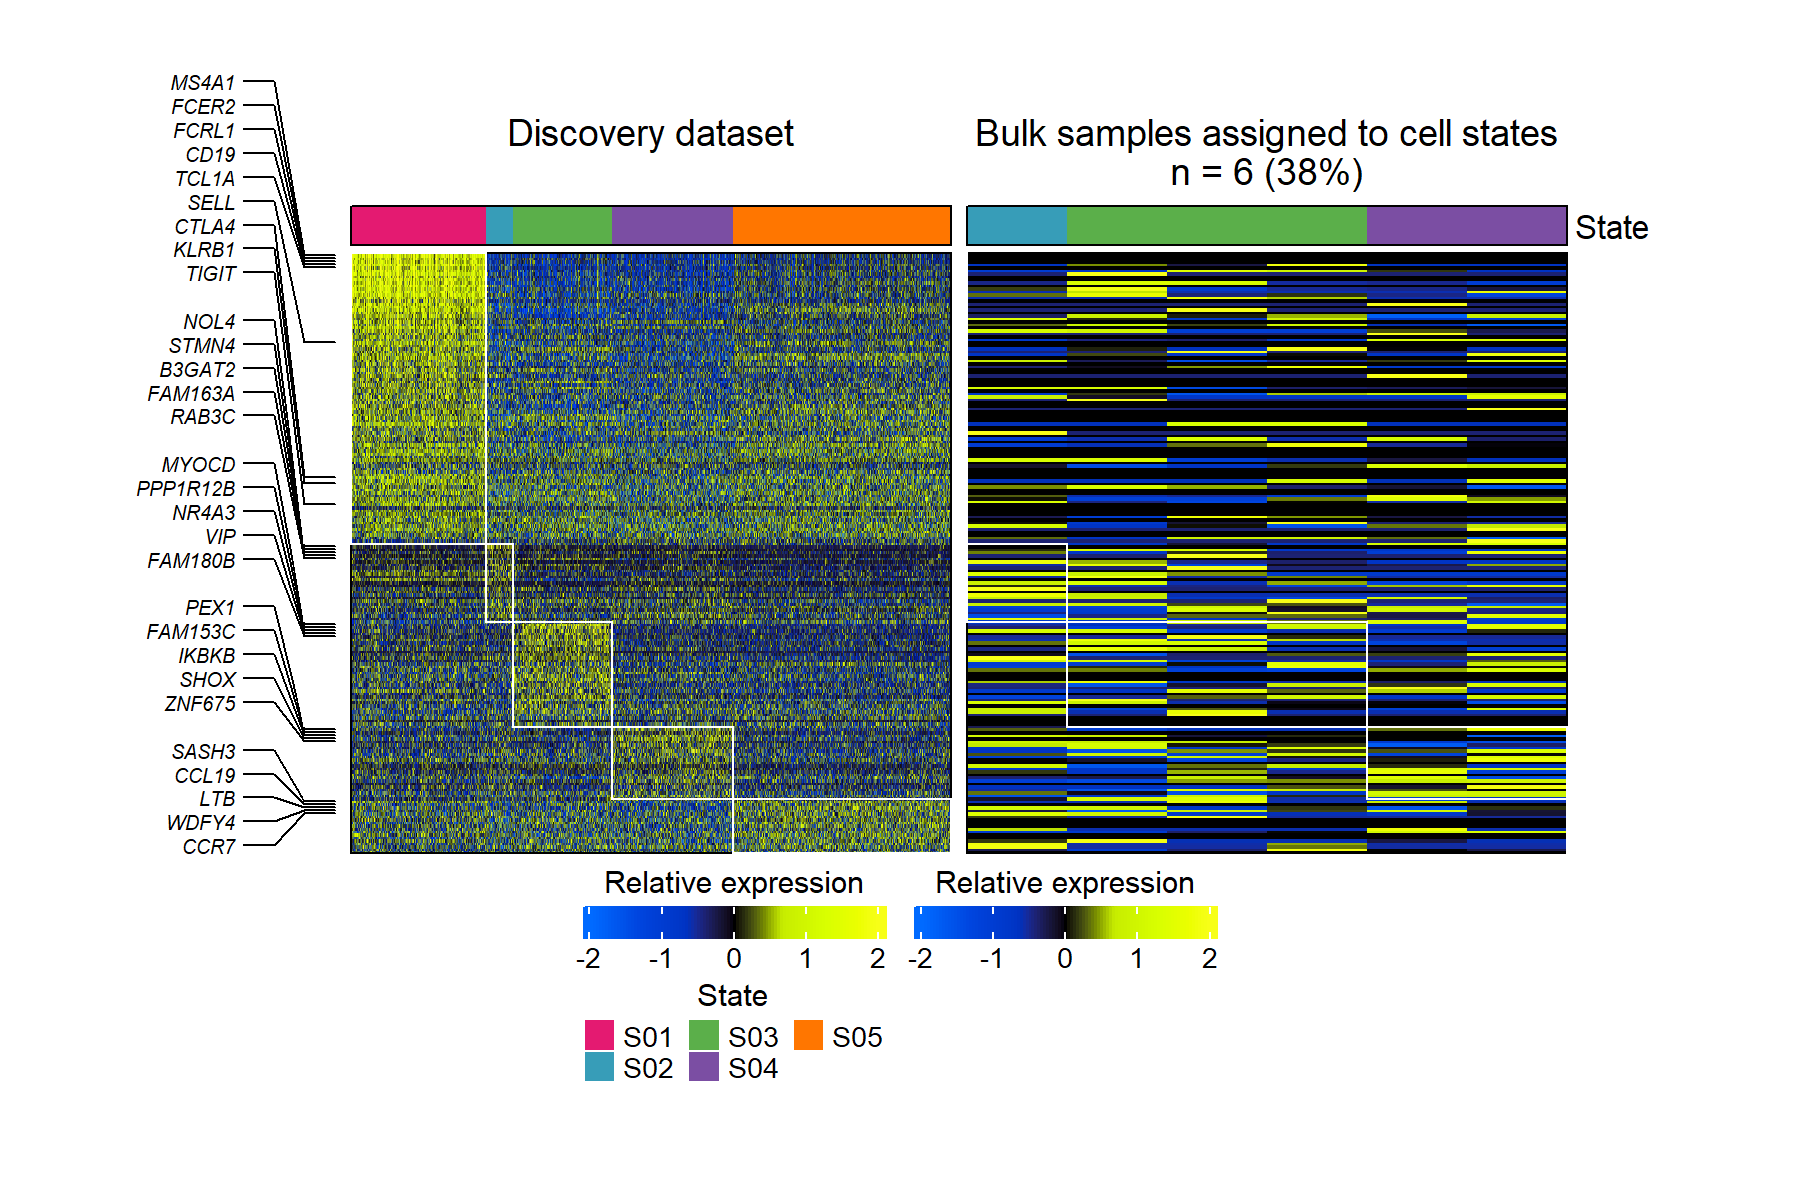 MS4A1
FCER2
FCRL1
CD19
TCL1A
SELL
CTLA4
KLRB1
TIGIT
NOL4
STMN4
B3GAT2
FAM163A
RAB3C
MYOCD
PPP1R12B
NR4A3
VIP
FAM180B
PEX1
FAM153C
IKBKB
SHOX
ZNF675
SASH3
CCL19
LTB
WDFY4
CCR7
Discovery dataset
Bulk samples assigned to cell states
n = 6 (38%)
State
Relative expression
-2 -1 0 1 2
Relative expression
-2 -1 0 1 2
State
S01 S03 S05
S02 S04